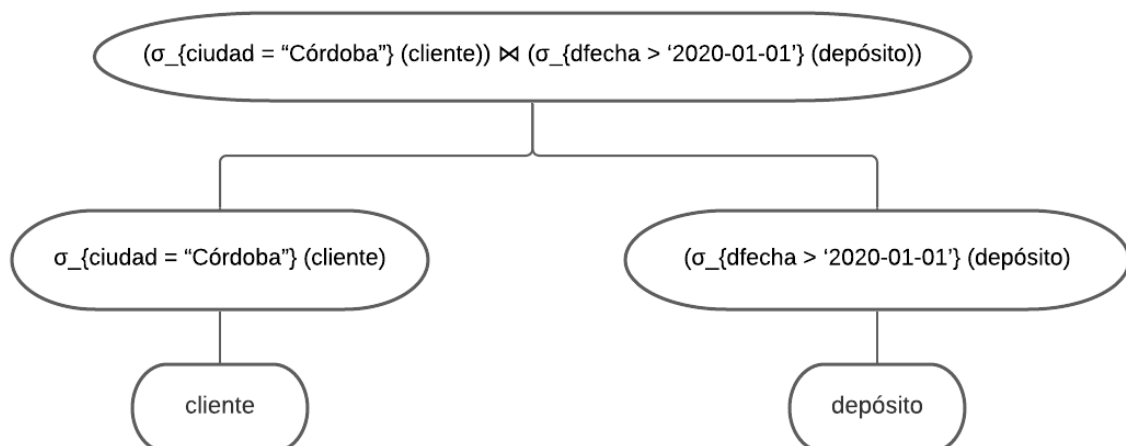 (σ_{ciudad = “Córdoba”} (cliente)) ⋈ (σ_{dfecha > ‘2020-01-01’} (depósito))
σ_{ciudad = “Córdoba”} (cliente)
(σ_{dfecha > ‘2020-01-01’} (depósito)
cliente
depósito